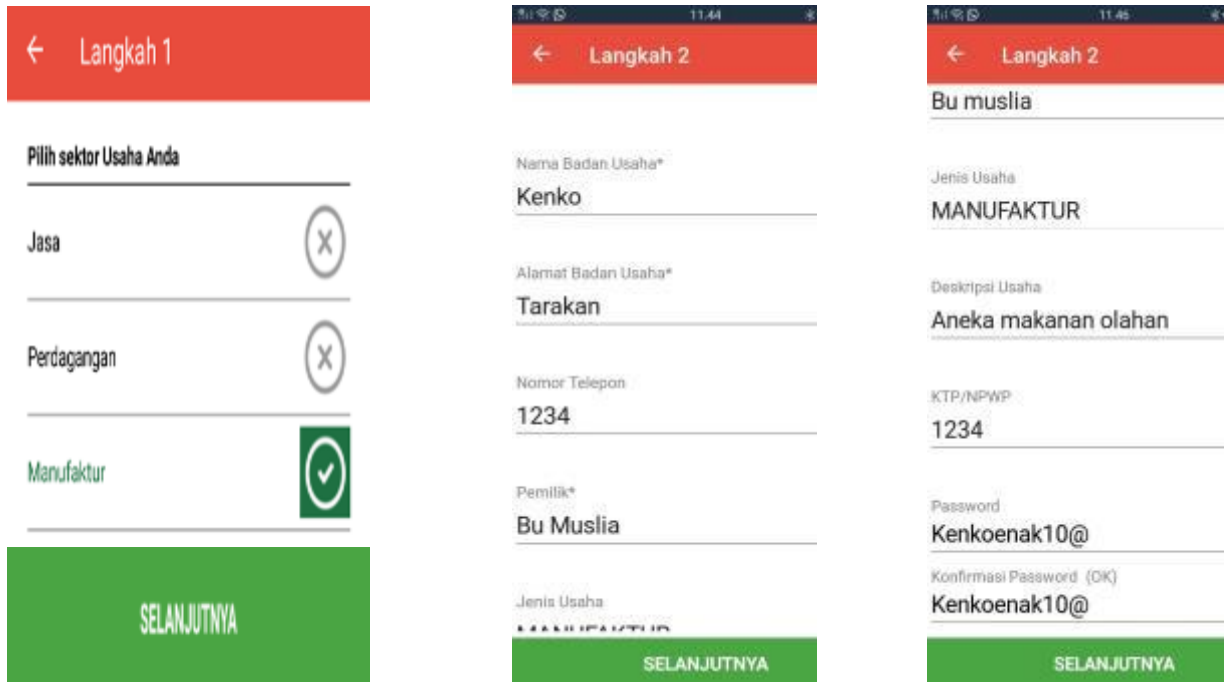 Langkah 1
Pilih sektor Usaha Anda
Jasa
Perdagangan
Manufaktur
SELANJUTNYA
11.44
Langkah 2
Nama Badan Usaha*
Kenko
Alamat Badan Usaha*
Tarakan
Nomor Telepon
1234
Pemilik*
Bu Muslia
Jenis Usaha
MANUFAKTUR
SELANJUTNYA
11.46
Langkah 2
Bu muslia
Jenis Usaha
MANUFAKTUR
Deskripsi Usaha
Aneka makanan olahan
KTP/NPWP
1234
Password
Kenkoenak10@
Konfirmasi Password (OK)
Kenkoenak10@
SELANJUTNYA